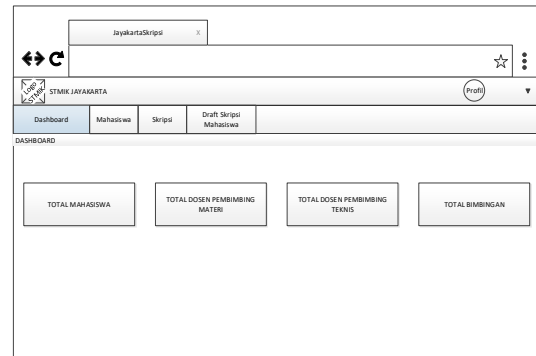 JayakartaSkripsi X
Logo
STMIK
STMIK JAYAKARTA
Profil
Dashboard Mahasiswa Skripsi Draft Skripsi
Mahasiswa
DASHBOARD
TOTAL MAHASISWA
TOTAL DOSEN PEMBIMBING
MATERI
TOTAL DOSEN PEMBIMBING
TEKNIS
TOTAL BIMBINGAN